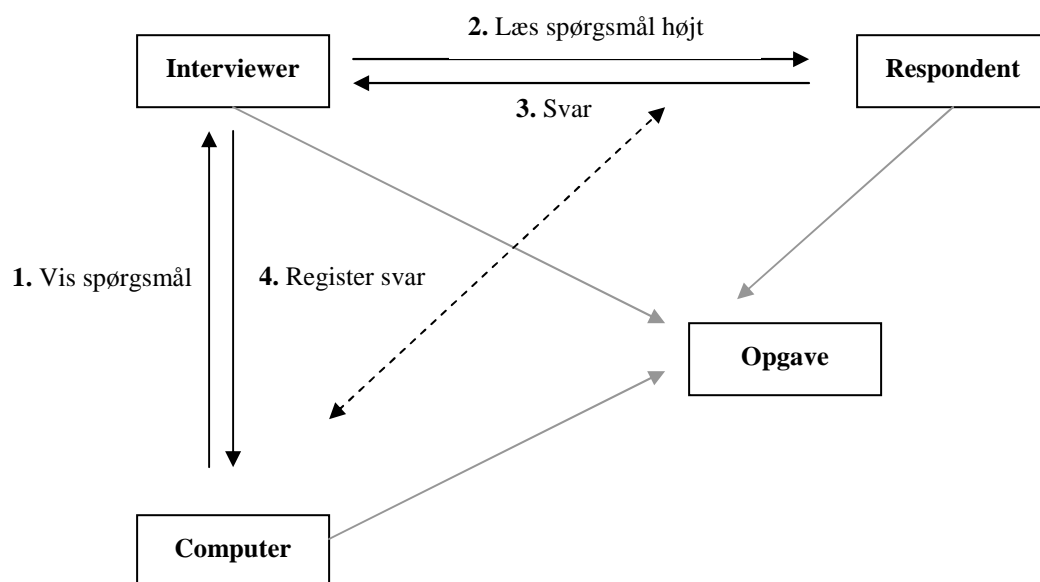 2. Læs spørgsmål højt
Interviewer
Respondent
3. Svar
1. Vis spørgsmål
4. Register svar
Opgave
Computer